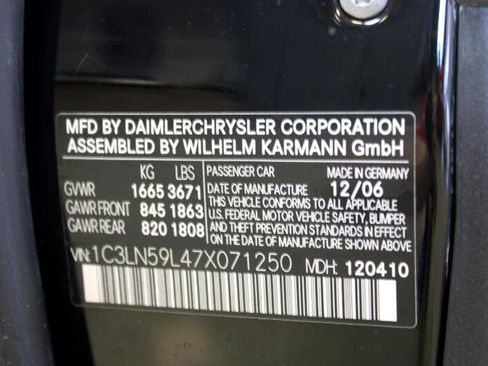 MFD BY DAIMLERCHRYSLER CORPORATION
ASSEMBLED BY WILHELM KARMANN GmbH
KG LBS PASSENGER CAR MADE IN GERMANY
GVWR 1665 3671 DATE OF MANUFACTURE 12/06
GAWR FRONT 845 1863 THIS VEHICLE CONFORMS TO ALL APPLICABLE
U.S. FEDERAL MOTOR VEHICLE SAFETY, BUMPER,
GAWR REAR 820 1808 AND THEFT PREVENTION STANDARDS IN EFFECT
ON THE DATE OF MANUFACTURE SHOWN ABOVE.
VIN: 1C3LN59L47X071250 MDH: 120410